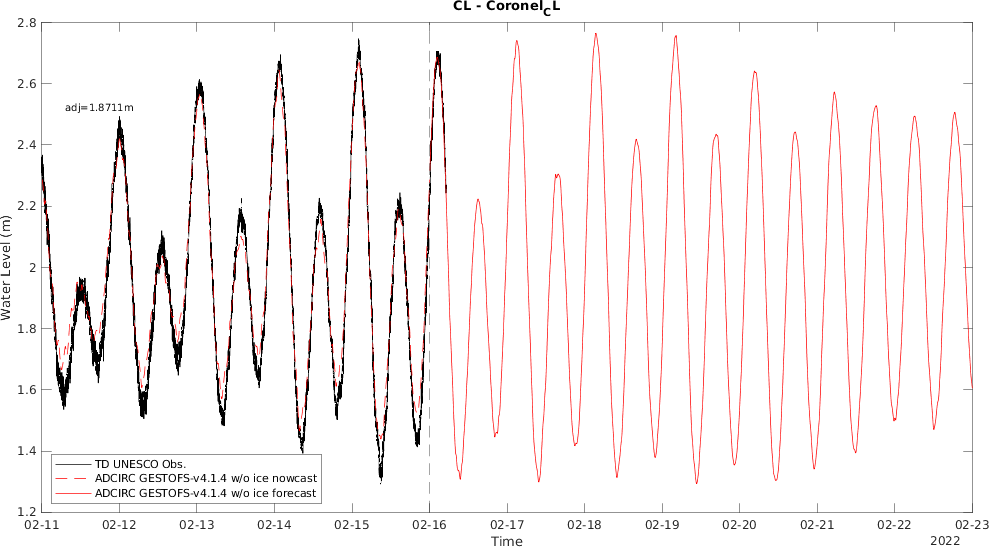 CL - Coronel_CL
2.8
2.6
2.4
2.2
2
1.8
1.6
1.4
1.2
Water Level (m)
adj=1.8711m
TD UNESCO Obs.
ADCIRC GESTOFS-v4.1.4 w/o ice nowcast
ADCIRC GESTOFS-v4.1.4 w/o ice forecast
02-11 02-12 02-13 02-14 02-15 02-16 02-17 02-18 02-19 02-20 02-21 02-22 02-23
Time
2022